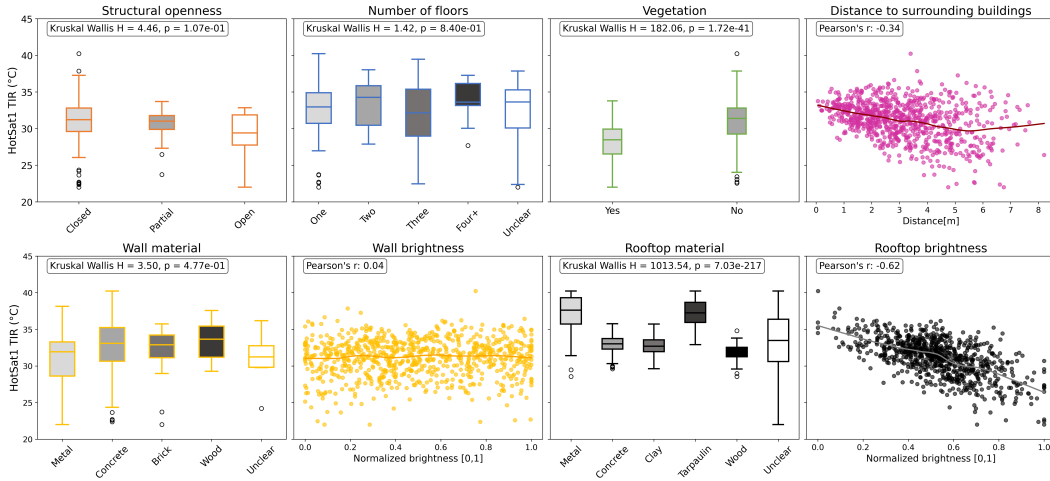 Structural openness
Kruskal Wallis H = 4.46, p = 1.07e-01
HotSat1 TIR (°C)
45
40
35
30
25
20
Closed
Partial
Open
Number of floors
Kruskal Wallis H = 1.42, p = 8.40e-01
One
Two
Three
Four+
Unclear
Vegetation
Kruskal Wallis H = 182.06, p = 1.72e-41
Yes
No
Distance to surrounding buildings
Pearson's r: -0.34
0 1 2 3 4 5 6 7 8
Distance[m]
Wall material
Kruskal Wallis H = 3.50, p = 4.77e-01
HotSat1 TIR (°C)
45
40
35
30
25
20
Metal
Concrete
Brick
Wood
Unclear
Wall brightness
Pearson's r: 0.04
0.0 0.2 0.4 0.6 0.8 1.0
Normalized brightness [0,1]
Rooftop material
Kruskal Wallis H = 1013.54, p = 7.03e-217
Metal
Concrete
Clay
Tarpaulin
Wood
Unclear
Rooftop brightness
Pearson's r: -0.62
0.0 0.2 0.4 0.6 0.8 1.0
Normalized brightness [0,1]